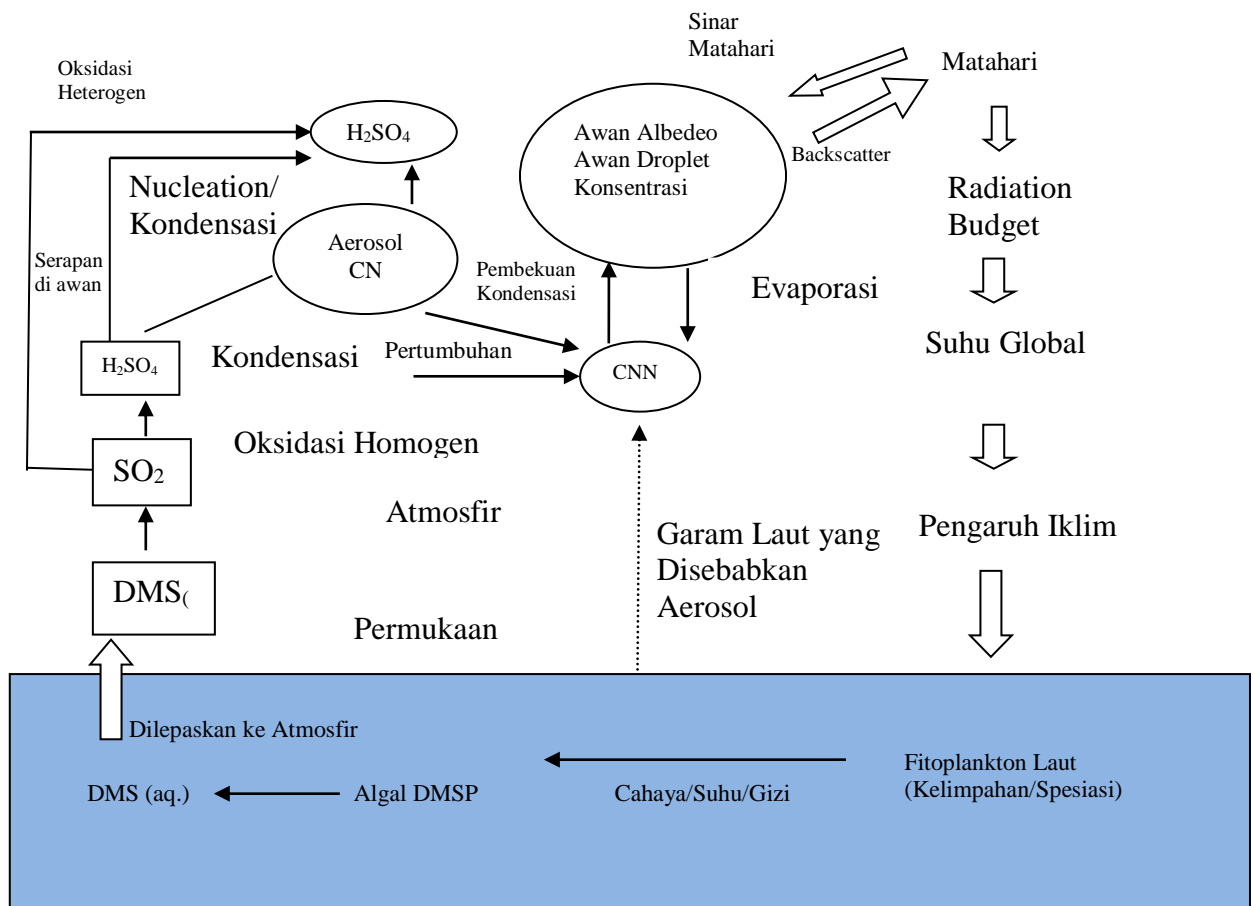 Sinar
Matahari
Matahari
Oksidasi
Heterogen
H₂SO₄
Awan Albedeo
Awan Droplet
Konsentrasi
Backscatter
Nucleation/
Kondensasi
Radiation
Budget
Aerosol
CN
Serapan
di awan
Pembekuan
Kondensasi
Evaporasi
H₂SO₄
Kondensasi
Pertumbuhan
CNN
Suhu Global
Oksidasi Homogen
SO₂
Atmosfir
Garam Laut yang
Disebabkan
Aerosol
Pengaruh Iklim
DMS(
Permukaan
Dilepaskan ke Atmosfir
DMS (aq.)
Algal DMSP
Cahaya/Suhu/Gizi
Fitoplankton Laut
(Kelimpahan/Spesiasi)